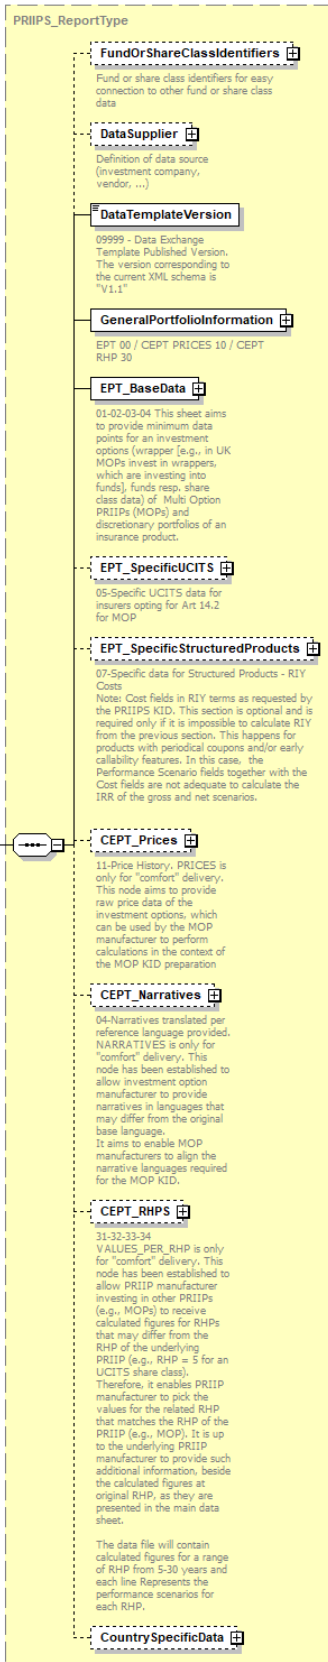 PRIIPS_ReportType
FundOrShareClassIdentifiers
Fund or share class identifiers for easy
connection to other fund or share class
data
DataSupplier
Definition of data source
(investment company,
vendor, ...)
DataTemplateVersion
09999 - Data Exchange
Template Published Version.
The version corresponding to
the current XML schema is
"V1.1"
GeneralPortfolioInformation
EPT 00 / CEPT PRICES 10 / CEPT
RHP 30
EPT_BaseData
01-02-03-04 This sheet aims
to provide minimum data
points for an investment
options (wrapper [e.g., in UK
MOPs invest in wrappers,
which are investing into
funds], funds resp. share
class data) of  Multi Option
PRIIPs (MOPs) and
discretionary portfolios of an
insurance product.
EPT_SpecificUCITS
05-Specific UCITS data for
insurers opting for Art 14.2
for MOP
EPT_SpecificStructuredProducts
07-Specific data for Structured Products - RIY
Costs
Note: Cost fields in RIY terms as requested by
the PRIIPS KID. This section is optional and is
required only if it is impossible to calculate RIY
from the previous section. This happens for
products with periodical coupons and/or early
callability features. In this case,  the
Performance Scenario fields together with the
Cost fields are not adequate to calculate the
IRR of the gross and net scenarios.
CEPT_Prices
11-Price History. PRICES is
only for "comfort" delivery.
This node aims to provide
raw price data of the
investment options, which
can be used by the MOP
manufacturer to perform
calculations in the context of
the MOP KID preparation
CEPT_Narratives
04-Narratives translated per
reference language provided.
NARRATIVES is only for
"comfort" delivery. This
node has been established to
allow investment option
manufacturer to provide
narratives in languages that
may differ from the original
base language.
It aims to enable MOP
manufacturers to align the
narrative languages required
for the MOP KID.
CEPT_RHPS
31-32-33-34
VALUES_PER_RHP is only
for "comfort" delivery. This
node has been established to
allow PRIIP manufacturer
investing in other PRIIPs
(e.g., MOPs) to receive
calculated figures for RHPs
that may differ from the
RHP of the underlying
PRIIP (e.g., RHP = 5 for an
UCITS share class).
Therefore, it enables PRIIP
manufacturer to pick the
values for the related RHP
that matches the RHP of the
PRIIP (e.g., MOP). It is up
to the underlying PRIIP
manufacturer to provide such
additional information, beside
the calculated figures at
original RHP, as they are
presented in the main data
sheet.
The data file will contain
calculated figures for a range
of RHP from 5-30 years and
each line Represents the
performance scenarios for
each RHP.
CountrySpecificData